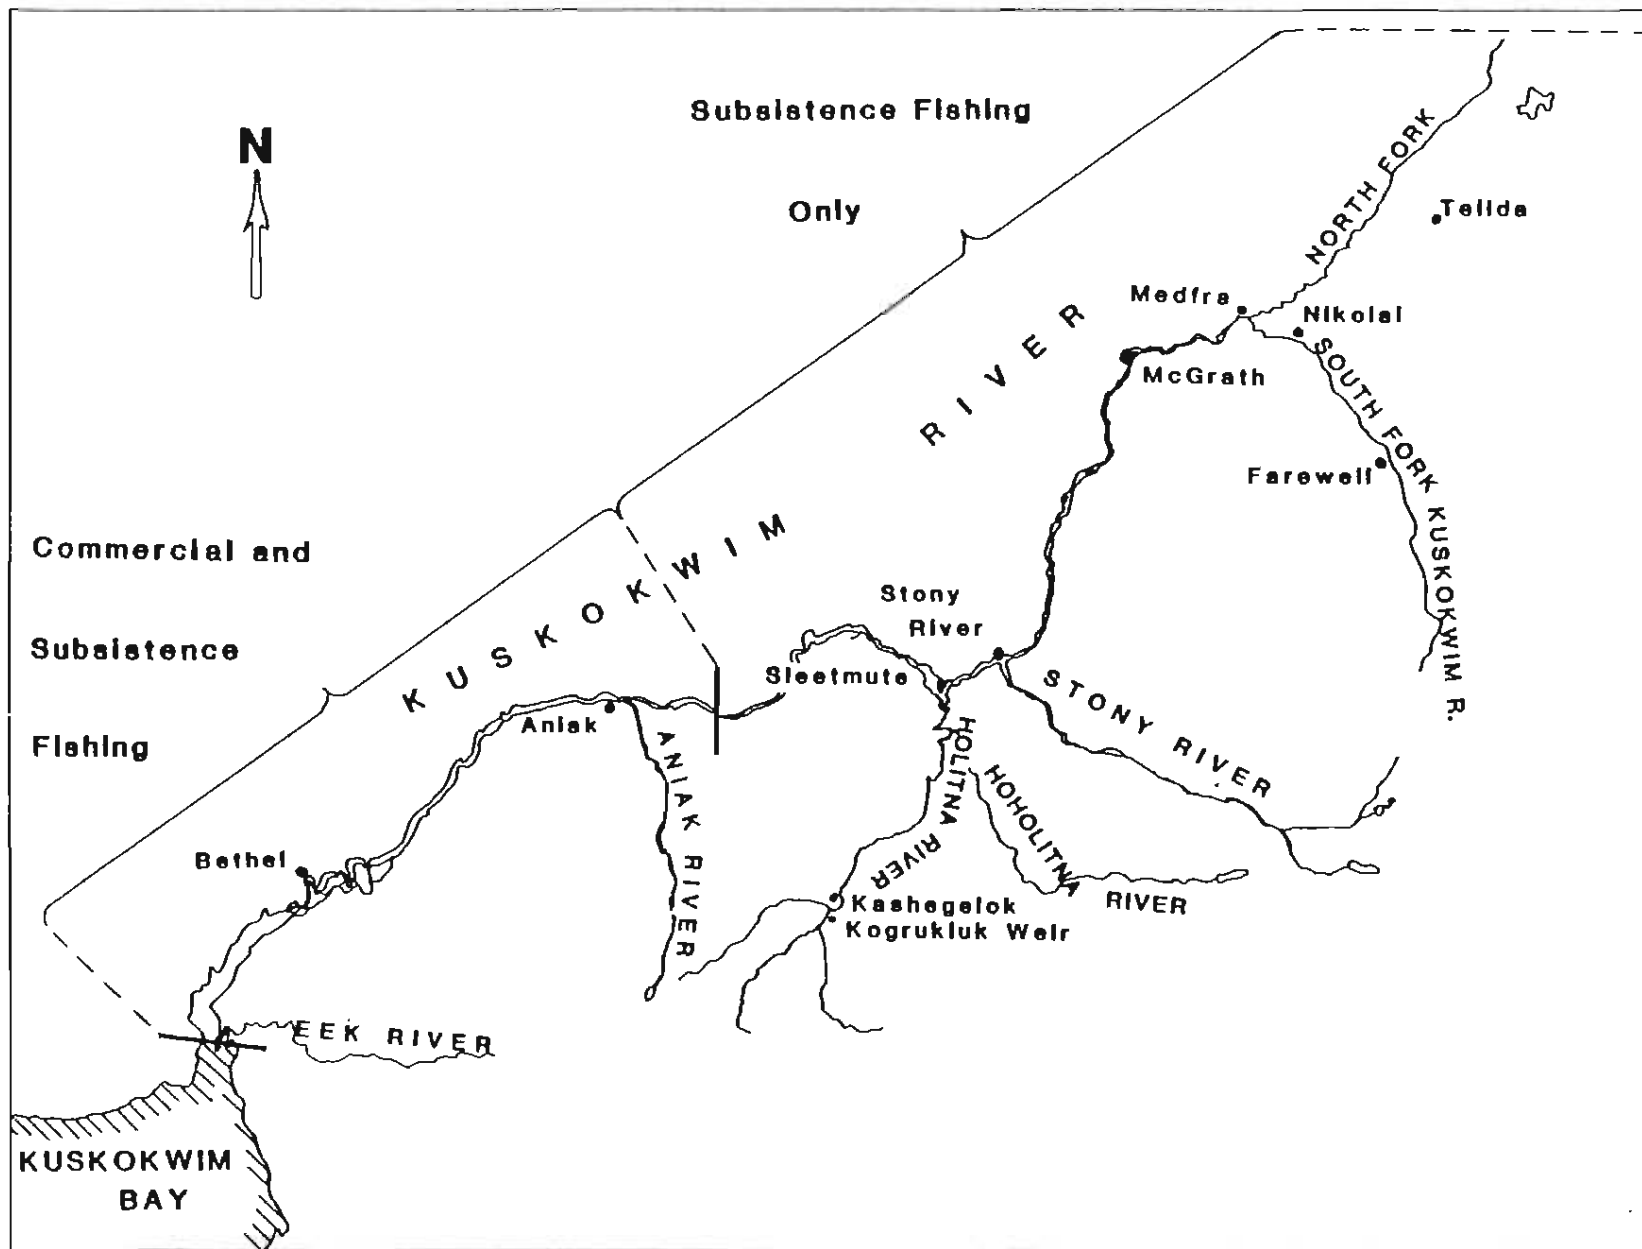 Subsistence Fishing
Only
N
NORTH FORK
Telida
Medfra
Nikolai
McGrath
SOUTH FORK KUSKOKWIM R.
Farewell
KUSKOKWIM RIVER
Commercial and
Subsistence
Fishing
Stony
River
Sleetmute
STONY RIVER
Aniak
ANIAK RIVER
HOLITNA RIVER
HOHOLITNA RIVER
Bethel
Kashegelok
Kogrukluk Weir
EEK RIVER
KUSKOKWIM
BAY